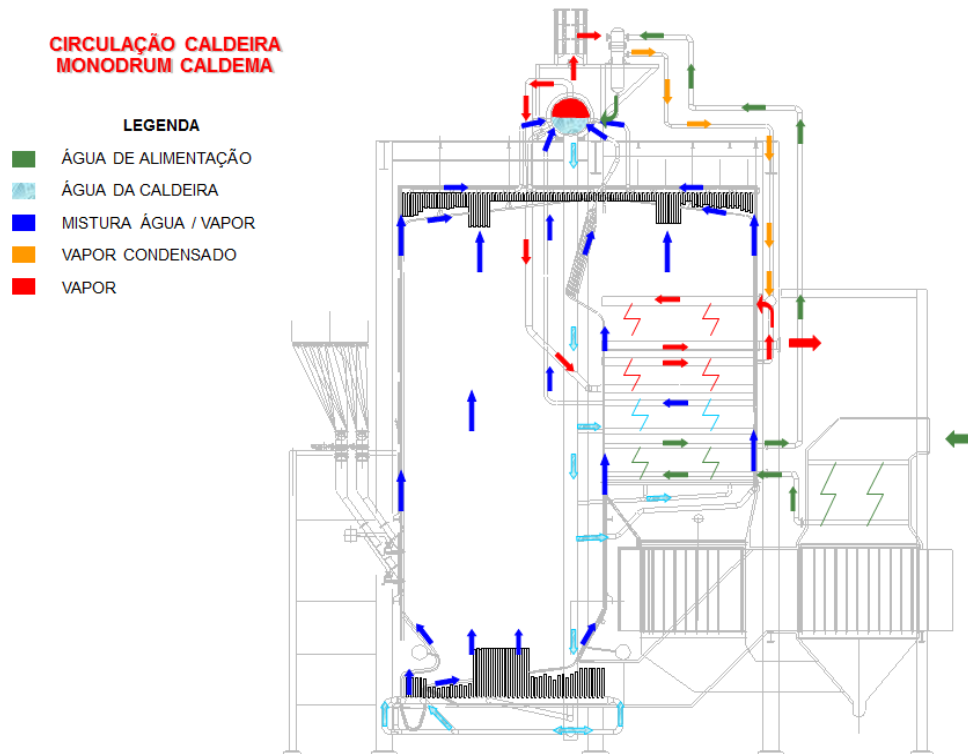 CIRCULAÇÃO CALDEIRA
MONODRUM CALDEMA
LEGENDA
ÁGUA DE ALIMENTAÇÃO
ÁGUA DA CALDEIRA
MISTURA ÁGUA / VAPOR
VAPOR CONDENSADO
VAPOR